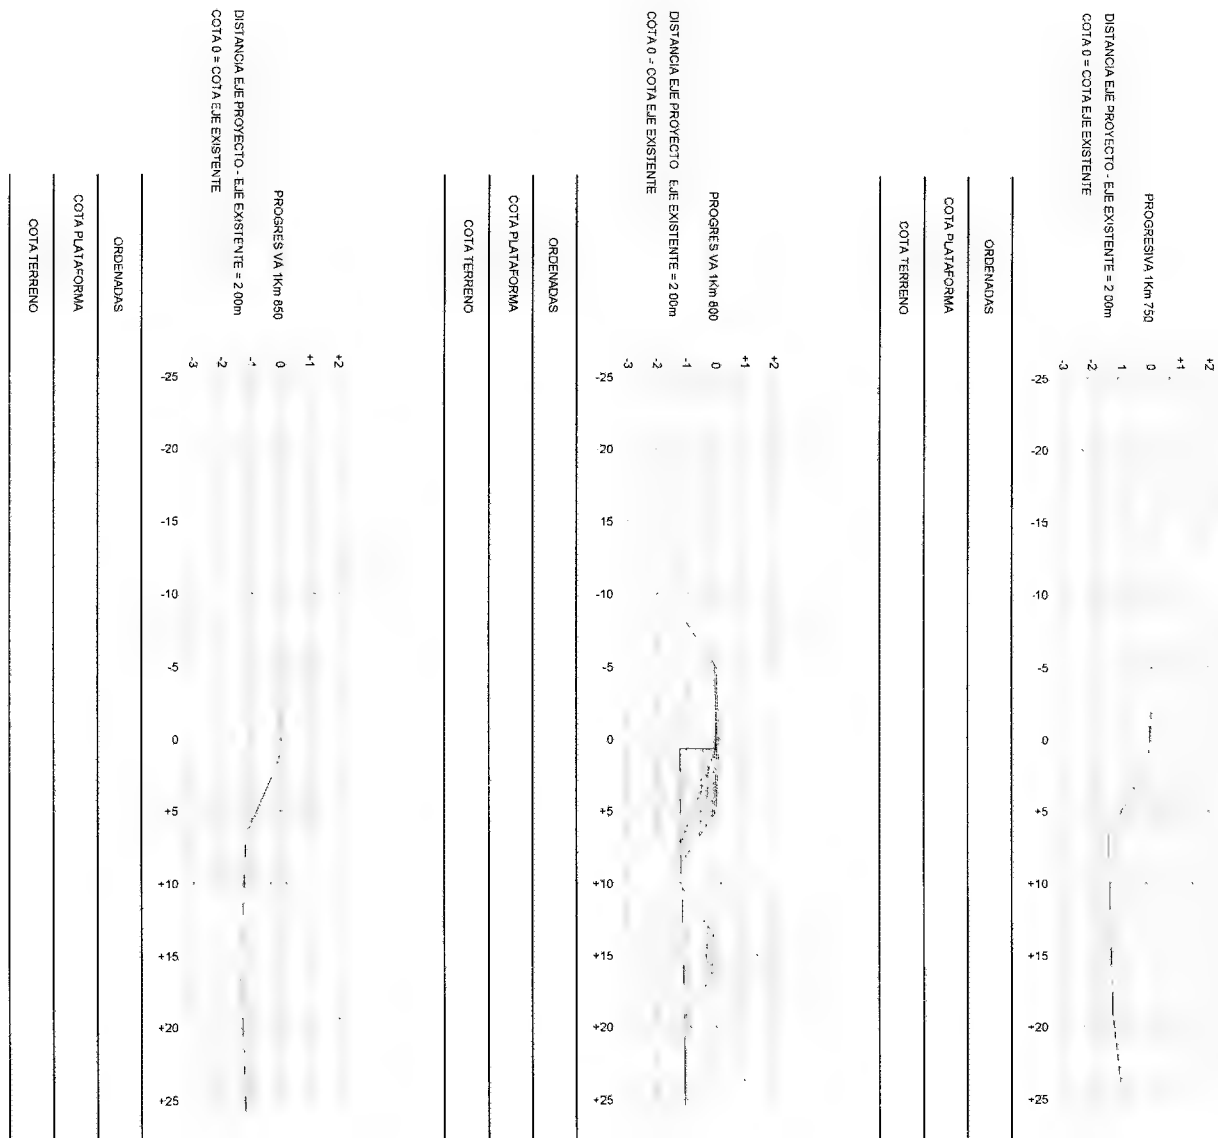 DISTANCIA EJE PROYECTO - EJE EXISTENTE = 2 00m
COTA 0 = COTA EJE EXISTENTE
PROGRESIVA 1Km 750
+2
+1
0
1
-2
-3
-25
-20
-15
-10
-5
0
+5
+10
+15
+20
+25
ORDENADAS
COTA PLATAFORMA
COTA TERRENO
DISTANCIA EJE PROYECTO EJE EXISTENTE = 2 00m
COTA 0 - COTA EJE EXISTENTE
PROGRES VA 1Km 800
+2
+1
0
-1
-2
-3
-25
20
15
-10
-5
0
+5
+10
+15
+20
+25
ORDENADAS
COTA PLATAFORMA
COTA TERRENO
DISTANCIA EJE PROYECTO - EJE EXISTENTE = 2 00m
COTA 0 = COTA EJE EXISTENTE
PROGRES VA 1Km 850
+2
+1
0
-1
-2
-3
-25
-20
-15
-10
-5
0
+5
+10
+15
+20
+25
ORDENADAS
COTA PLATAFORMA
COTA TERRENO